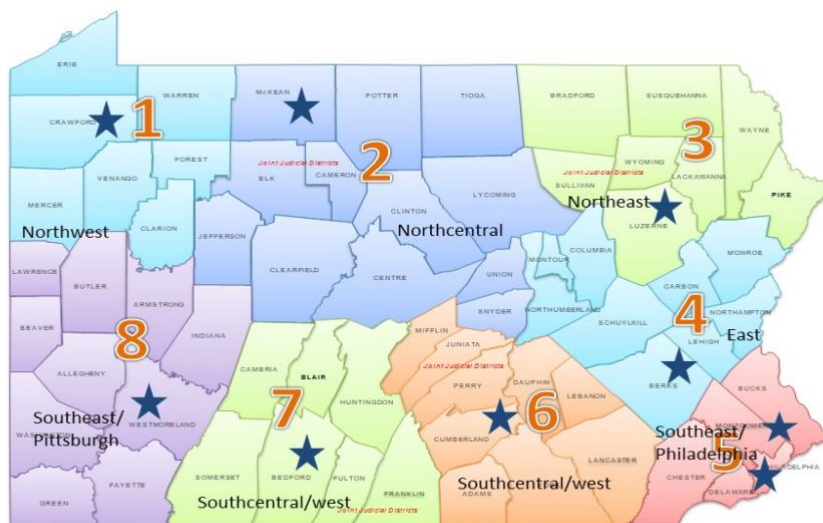 ERIE
WARREN
McKEAN
POTTER
TIOGA
BRADFORD
SUSQUEHANNA
WAYNE
CRAWFORD
1
FOREST
VENANGO
MERCER
Northwest
CLARION
Joint Judicial Districts
2
ELK
CAMERON
CLINTON
LYCOMING
Northcentral
JEFFERSON
CLEARFIELD
CENTRE
UNION
SNYDER
3
WYOMING
Joint Judicial Districts
LACKAWANNA
SULLIVAN
Northeast
PIKE
LUZERNE
COLUMBIA
MONTOUR
MONROE
CARBON
NORTHUMBERLAND
NORTHAMPTON
4
SCHUYLKILL
LEHIGH
East
BERKS
LAWRENCE
BUTLER
ARMSTRONG
BEAVER
8
INDIANA
ALLEGHENY
Southeast/
Pittsburgh
WESTMORELAND
FAYETTE
GREEN
CAMBRIA
BLAIR
HUNTINGDON
7
SOMERSET
BEDFORD
FULTON
FRANKLIN
Southcentral/west
Joint Judicial Districts
MIFFLIN
JUNIATA
Joint Judicial Districts
PERRY
DAUPHIN
LEBANON
6
CUMBERLAND
LANCASTER
Southcentral/west
ADAMS
BUCKS
Southeast/
Philadelphia
5
CHESTER
DELAWARE